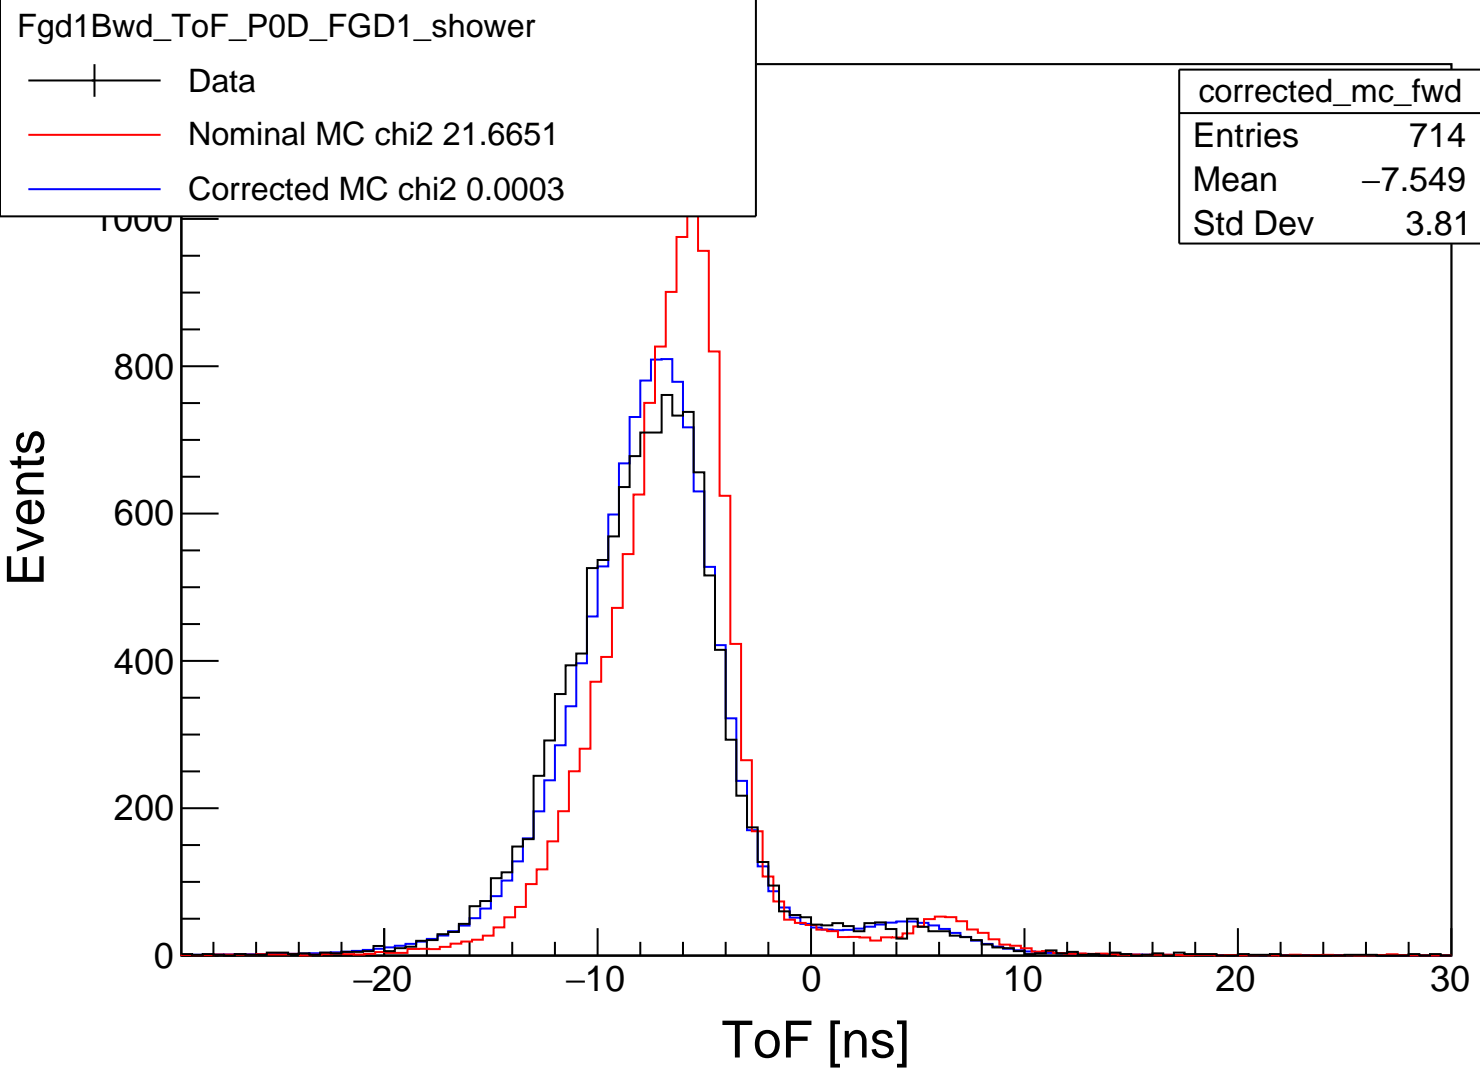 Fgd1Bwd_ToF_P0D_FGD1_shower
Data
Nominal MC chi2 21.6651
Corrected MC chi2 0.0003
corrected_mc_fwd
Entries 714
Mean −7.549
Std Dev 3.81
1000
800
600
400
200
0
Events
−20 −10 0 10 20 30
ToF [ns]